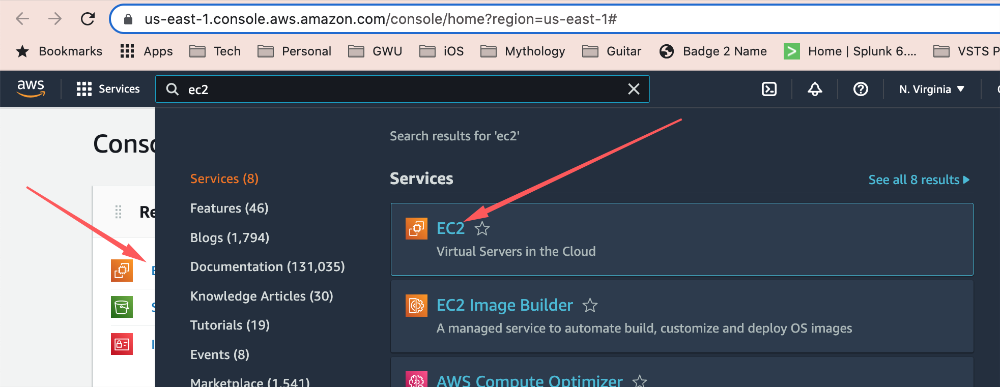 us-east-1.console.aws.amazon.com/console/home?region=us-east-1#
Bookmarks Apps Tech Personal GWU iOS Mythology Guitar Badge 2 Name Home | Splunk 6.... VSTS P
aws Services ec2 N. Virginia
Search results for 'ec2'
Conso
Services (8)
Services
See all 8 results
Features (46)
Re
EC2
Blogs (1,794)
Virtual Servers in the Cloud
Documentation (131,035)
Knowledge Articles (30)
EC2 Image Builder
S
Tutorials (19)
A managed service to automate build, customize and deploy OS images
I
Events (8)
Marketplace (1,541)
AWS Compute Optimizer